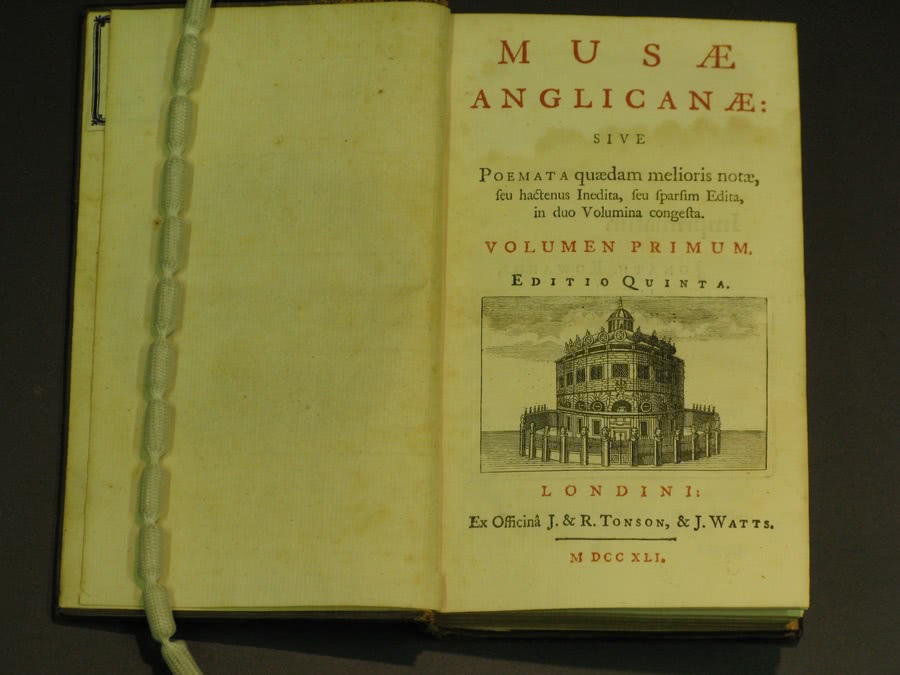 MUSÆ
ANGLICANÆ:
SIVE
POEMATA quædam melioris notæ,
ſeu hactenus Inedita, ſeu ſparſim Edita,
in duo Volumina congeſta.
VOLUMEN PRIMUM.
EDITIO QUINTA.
LONDINI:
Ex Officinâ J. & R. TONSON, & J. WATTS.
MDCCXLI.